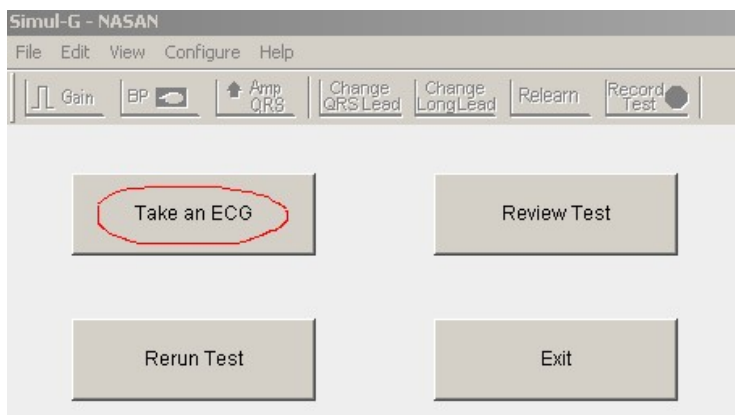 Simul-G - NASAN
File Edit View Configure Help
Gain BP Amp QRS Change QRS Lead Change LongLead Relearn Record Test
Take an ECG Review Test
Rerun Test Exit